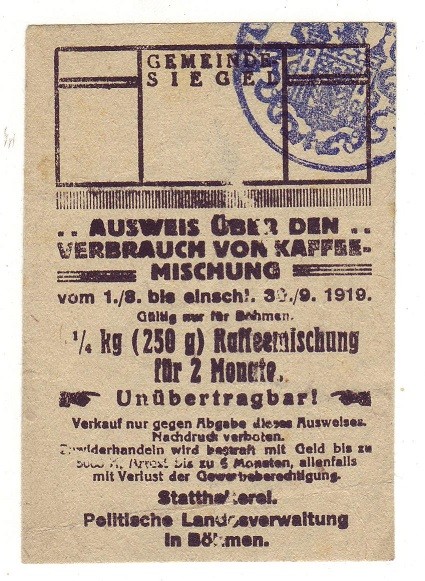 GEMEINDE-
SIEGEL
.. AUSWEIS ÜBER DEN ..
VERBRAUCH VON KAFFEE-
MISCHUNG
vom 1./8. bis einschl. 30./9. 1919.
Gültig nur für Böhmen.
¼ kg (250 g) Kaffeemischung
für 2 Monate.
Unübertragbar!
Verkauf nur gegen Abgabe dieses Ausweises.
Nachdruck verboten.
Zuwiderhandeln wird bestraft mit Geld bis zu
5000 K, Arrest bis zu 6 Monaten, allenfalls
mit Verlust der Gewerbeberechtigung.
Statthalterei.
Politische Landesverwaltung
in Böhmen.